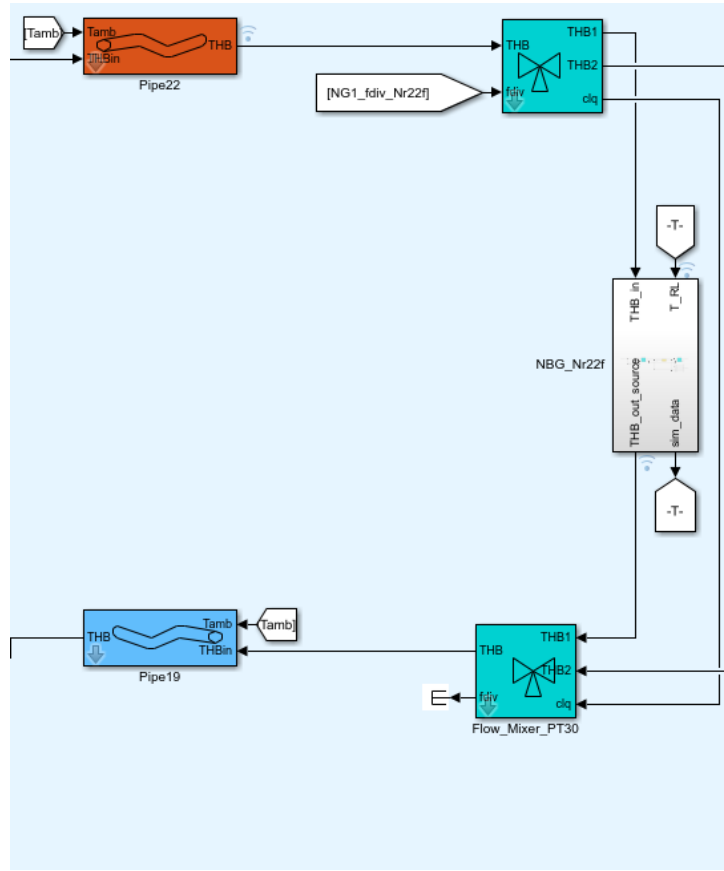 [Tamb]
Tamb
THBin
THB
Pipe22
[NG1_fdiv_Nr22f]
THB
fdiv
THB1
THB2
clq
-T-
THB_in
T_RL
NBG_Nr22f
THB_out_source
sim_data
-T-
THB
Tamb
THBin
Tamb]
Pipe19
THB
fdiv
THB1
THB2
clq
Flow_Mixer_PT30